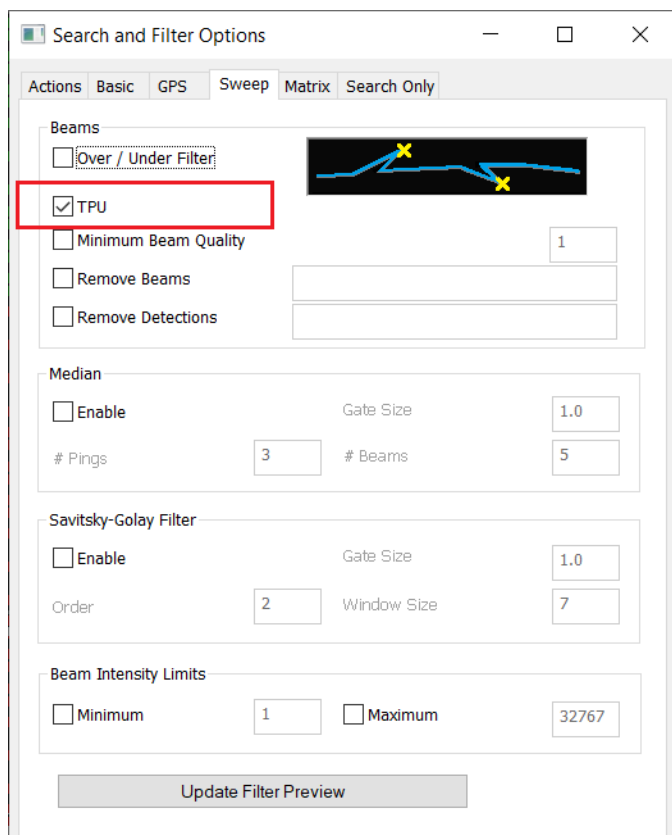 Search and Filter Options
Actions Basic GPS Sweep Matrix Search Only
Beams
Over / Under Filter
TPU
Minimum Beam Quality 1
Remove Beams
Remove Detections
Median
Enable Gate Size 1.0
# Pings 3 # Beams 5
Savitsky-Golay Filter
Enable Gate Size 1.0
Order 2 Window Size 7
Beam Intensity Limits
Minimum 1 Maximum 32767
Update Filter Preview